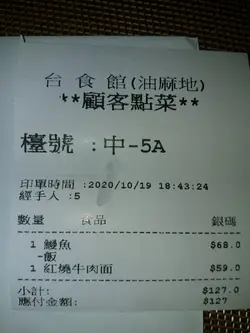 台食館(油麻地)
**顧客點菜**
檯號 :中-5A
印單時間 :2020/10/19 18:43:24
經手人 :5
數量 食品 銀碼
1 鰻魚 $68.0
-飯
1 紅燒牛肉面 $59.0
小計: $127.0
應付金額: $127